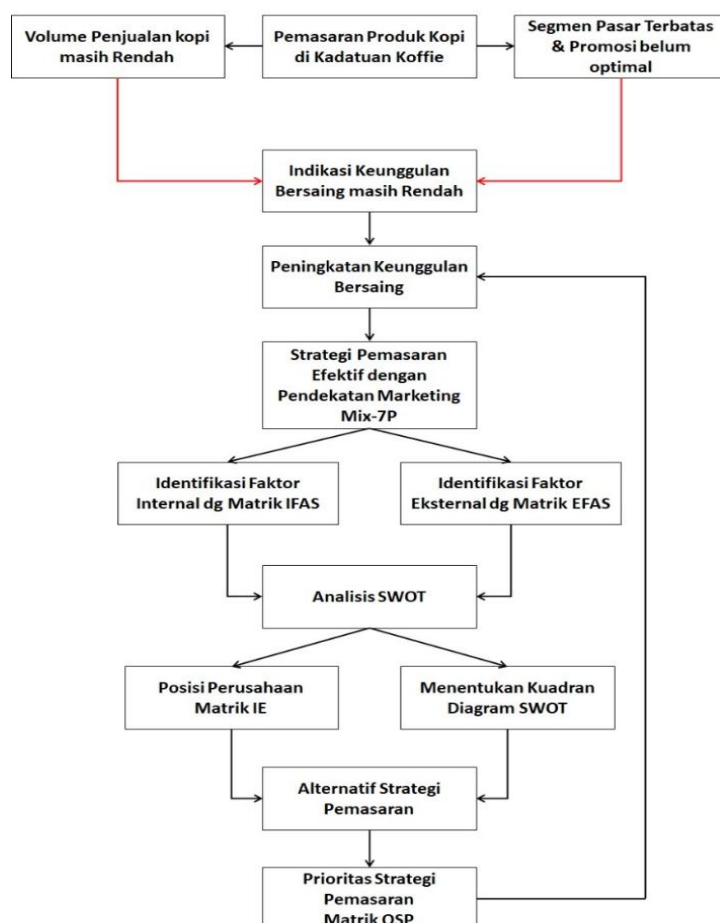 Volume Penjualan kopi
masih Rendah
Pemasaran Produk Kopi
di Kadatuan Koffie
Segmen Pasar Terbatas
& Promosi belum
optimal
Indikasi Keunggulan
Bersaing masih Rendah
Peningkatan Keunggulan
Bersaing
Strategi Pemasaran
Efektif dengan
Pendekatan Marketing
Mix-7P
Identifikasi Faktor
Internal dg Matrik IFAS
Identifikasi Faktor
Eksternal dg Matrik EFAS
Analisis SWOT
Posisi Perusahaan
Matrik IE
Menentukan Kuadran
Diagram SWOT
Alternatif Strategi
Pemasaran
Prioritas Strategi
Pemasaran
Matrik QSP